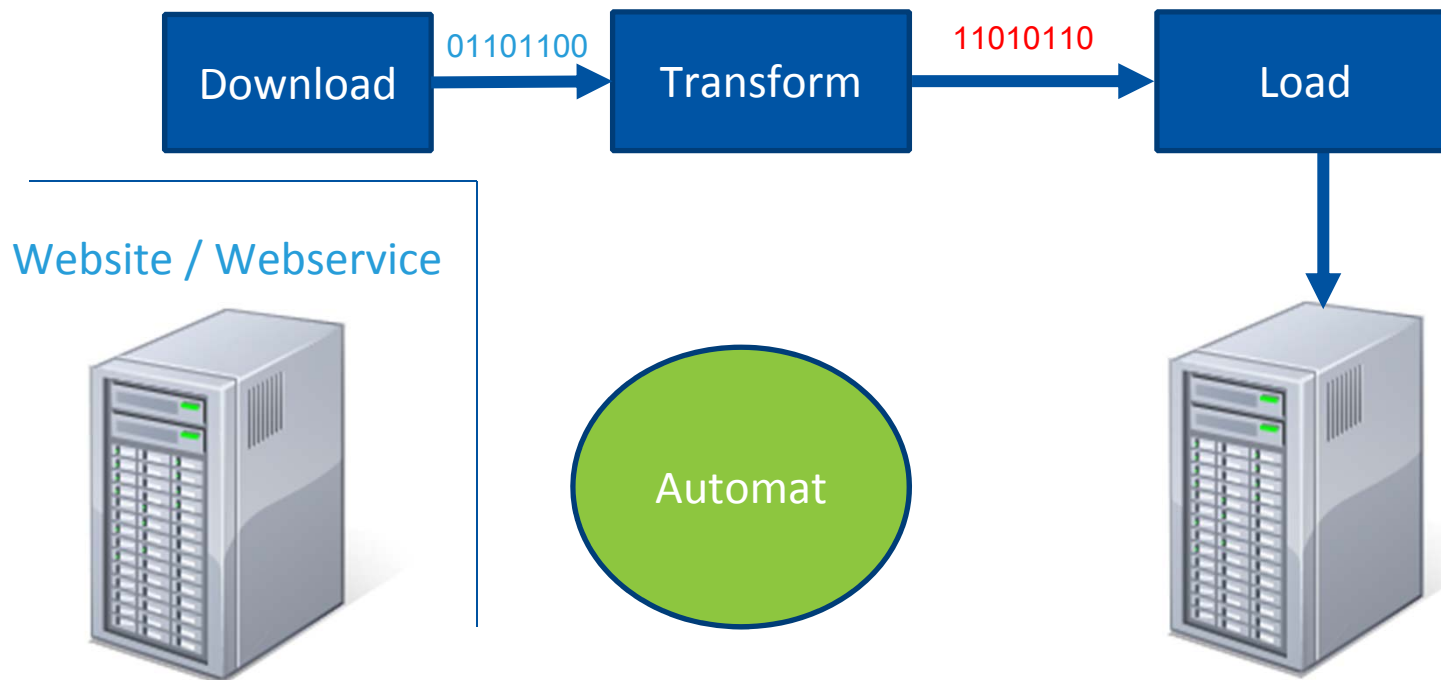 Download
01101100
Transform
11010110
Load
Website / Webservice
Automat